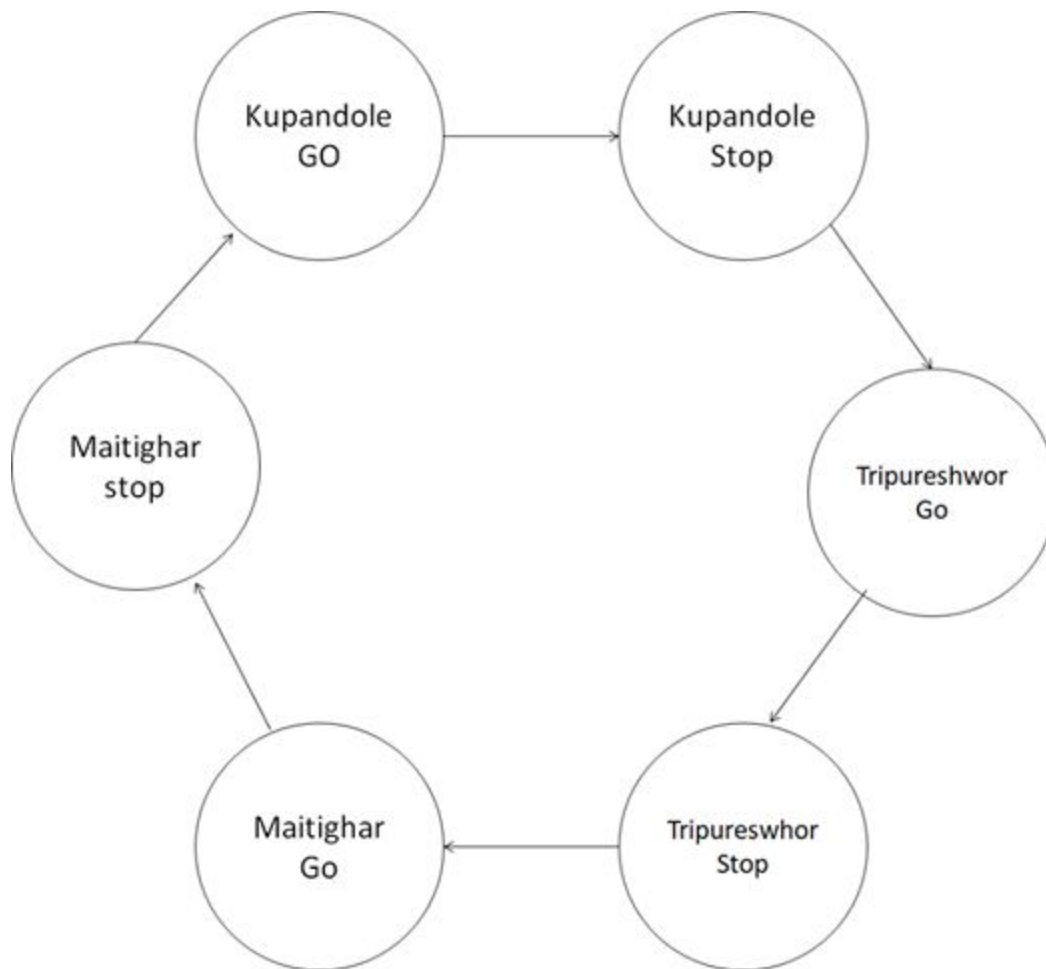 Kupandole
GO
Kupandole
Stop
Tripureshwor
Go
Tripureswhor
Stop
Maitighar
Go
Maitighar
stop